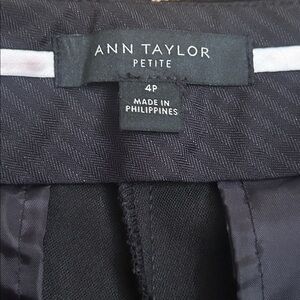 ANN TAYLOR
PETITE
4P
MADE IN
PHILIPPINES